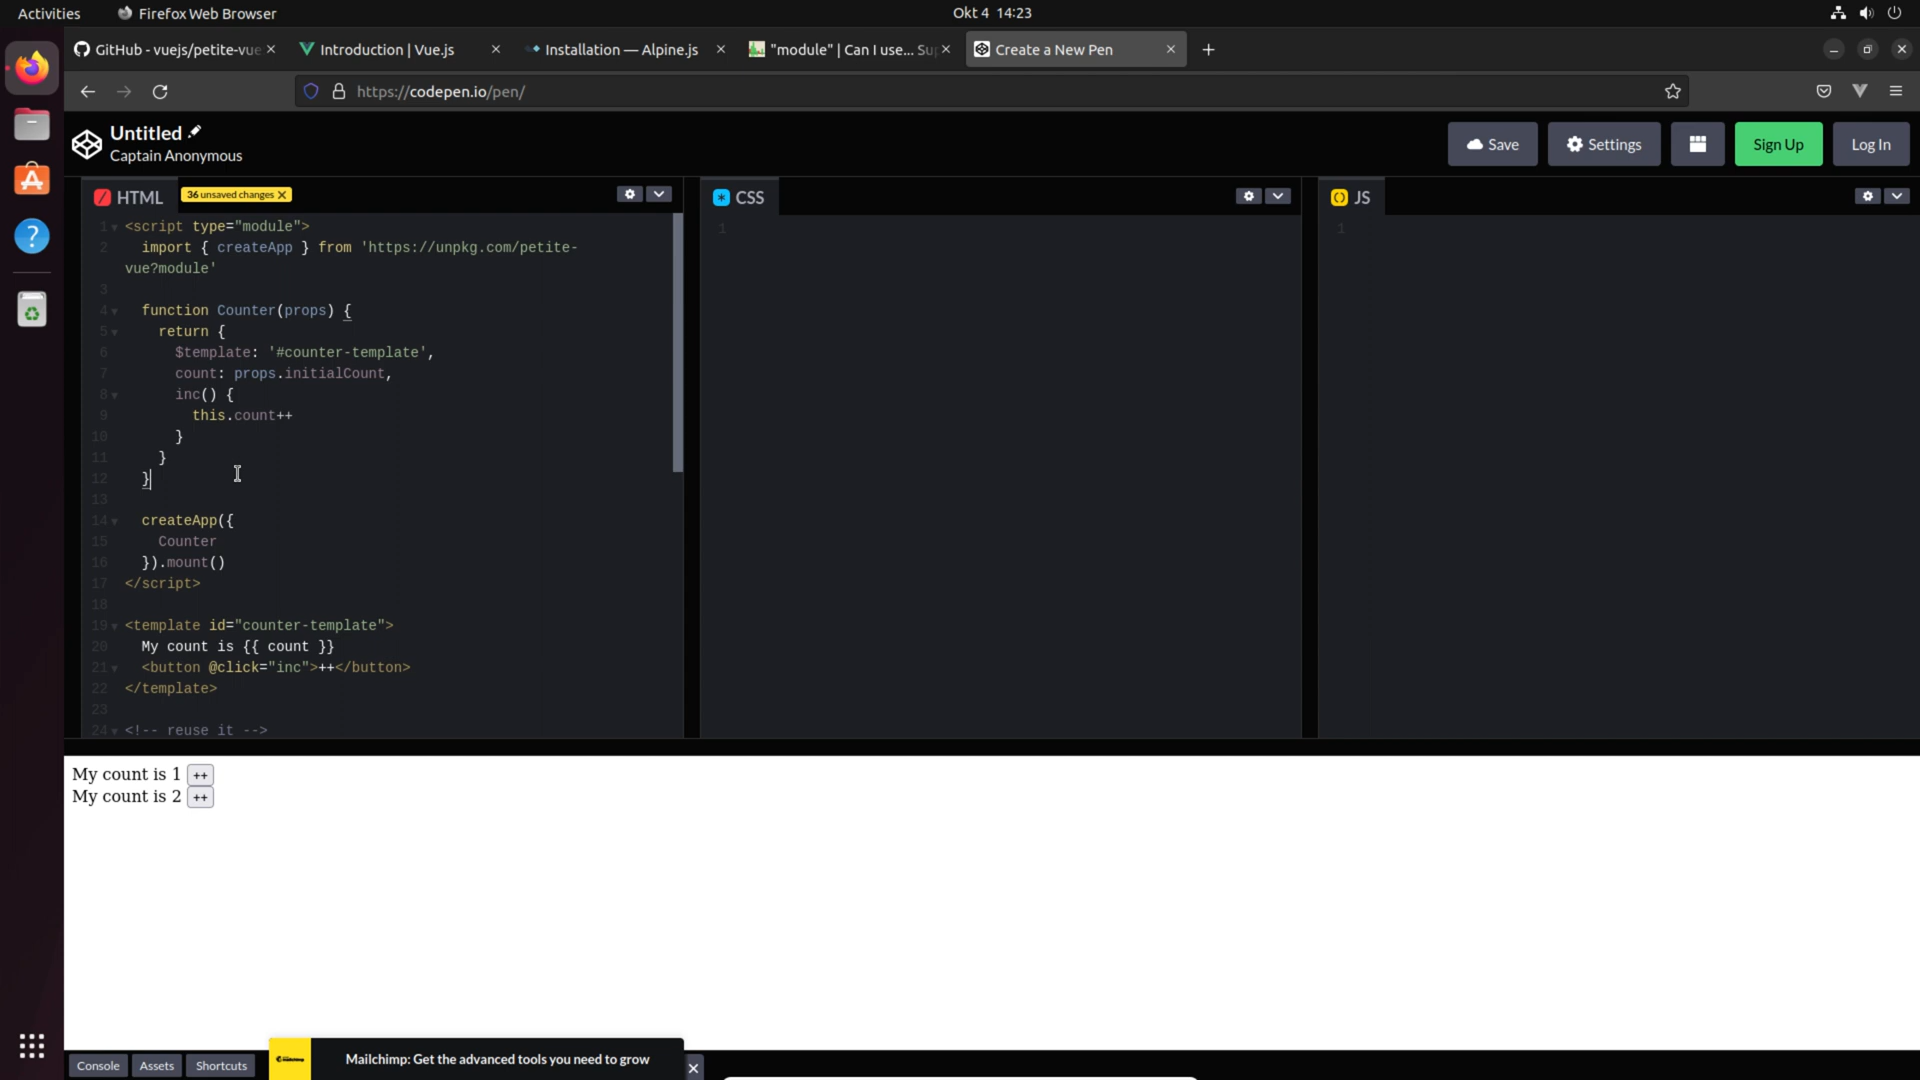 Activities
Firefox Web Browser
Okt 4 14:23
GitHub - vuejs/petite-vue
Introduction | Vue.js
Installation — Alpine.js
"module" | Can I use... Su
Create a New Pen
https://codepen.io/pen/
Untitled
Captain Anonymous
Save
Settings
Sign Up
Log In
HTML
36 unsaved changes
CSS
JS
1 <script type="module">
2 import { createApp } from 'https://unpkg.com/petite-
vue?module'
3
4 function Counter(props) {
5 return {
6 $template: '#counter-template',
7 count: props.initialCount,
8 inc() {
9 this.count++
10 }
11 }
12 }
13
14 createApp({
15 Counter
16 }).mount()
17 </script>
18
19 <template id="counter-template">
20 My count is {{ count }}
21 <button @click="inc">++</button>
22 </template>
23
24 <!-- reuse it -->
1
1
My count is 1 ++
My count is 2 ++
Console
Assets
Shortcuts
Mailchimp: Get the advanced tools you need to grow